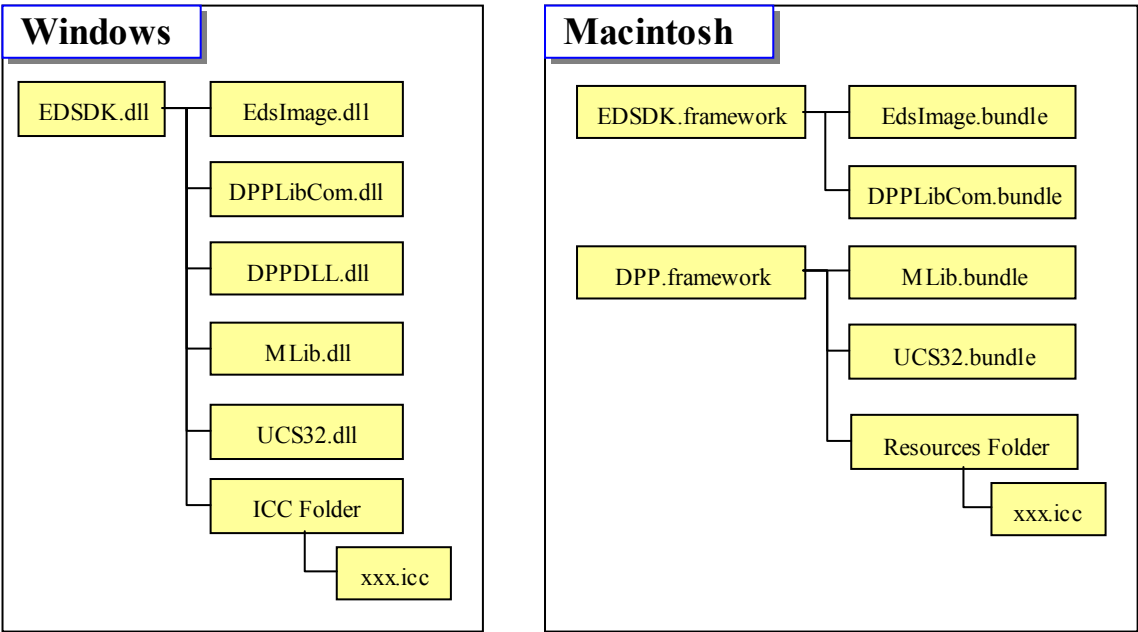 Windows
EDSDK.dll
EdsImage.dll
DPPLibCom.dll
DPPDLL.dll
MLib.dll
UCS32.dll
ICC Folder
xxx.icc
Macintosh
EDSDK.framework
EdsImage.bundle
DPPLibCom.bundle
DPP.framework
MLib.bundle
UCS32.bundle
Resources Folder
xxx.icc